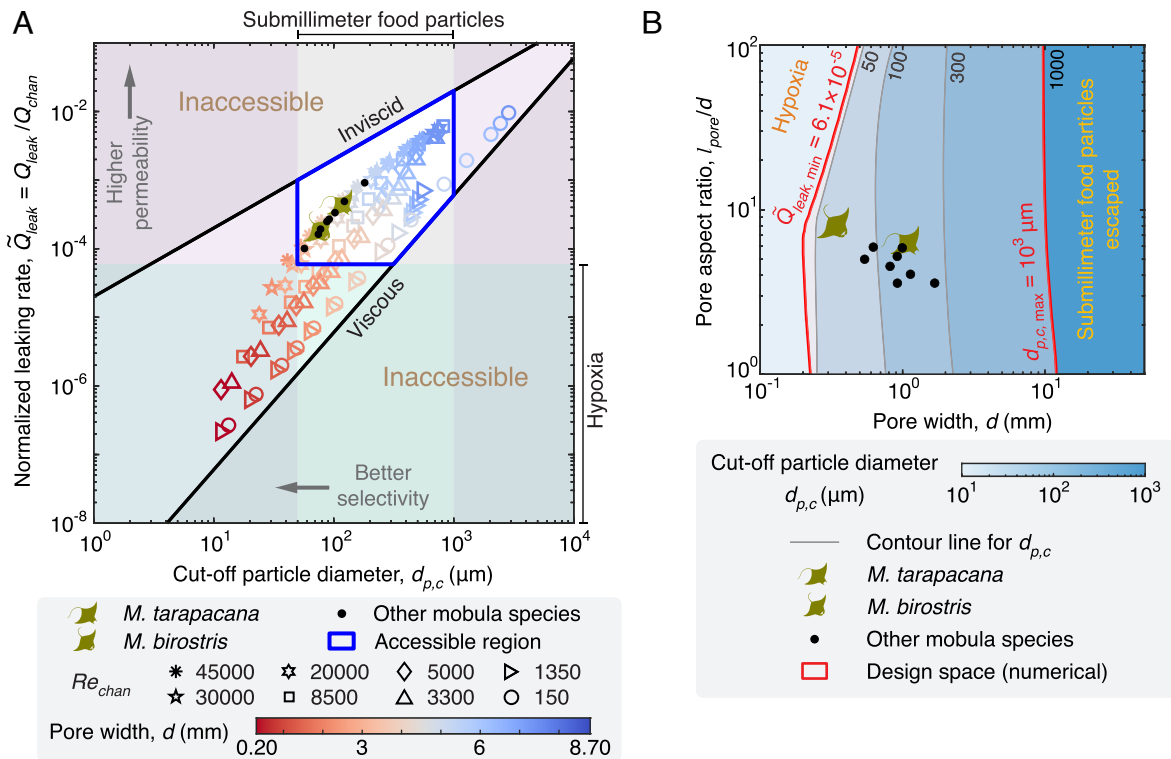 A
Submillimeter food particles
Normalized leaking rate, Q̃leak = Qleak/Qchan
10-2
10-4
10-6
10-8
Higher
permeability
Inaccessible
Inviscid
Viscous
Inaccessible
Better
selectivity
Hypoxia
100
101
102
103
104
Cut-off particle diameter, dp,c (μm)
M. tarapacana
Other mobula species
M. birostris
Accessible region
Rechan
45000
20000
5000
1350
30000
8500
3300
150
Pore width, d (mm)
0.20
3
6
8.70
B
Pore aspect ratio, lpore/d
102
101
100
Hypoxia
Q̃leak, min = 6.1×10-5
50
100
300
1000
dp,c, max = 103 μm
Submillimeter food particles
escaped
10-1
100
101
Pore width, d (mm)
Cut-off particle diameter
dp,c (μm)
101
102
103
Contour line for dp,c
M. tarapacana
M. birostris
Other mobula species
Design space (numerical)